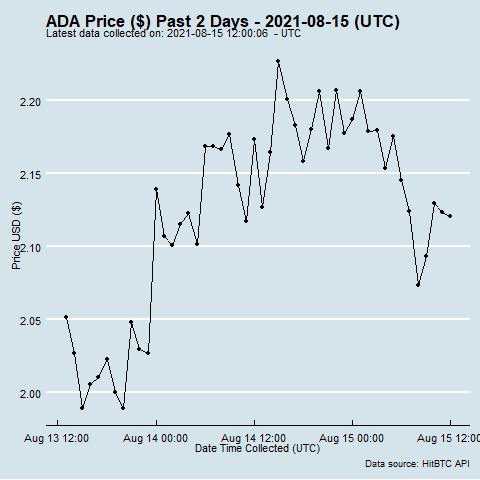 ADA Price ($) Past 2 Days - 2021-08-15 (UTC)
Latest data collected on: 2021-08-15 12:00:06 - UTC
2.20
2.15
2.10
2.05
2.00
Price USD ($)
Aug 13 12:00 Aug 14 00:00 Aug 14 12:00 Aug 15 00:00 Aug 15 12:00
Date Time Collected (UTC)
Data source: HitBTC API